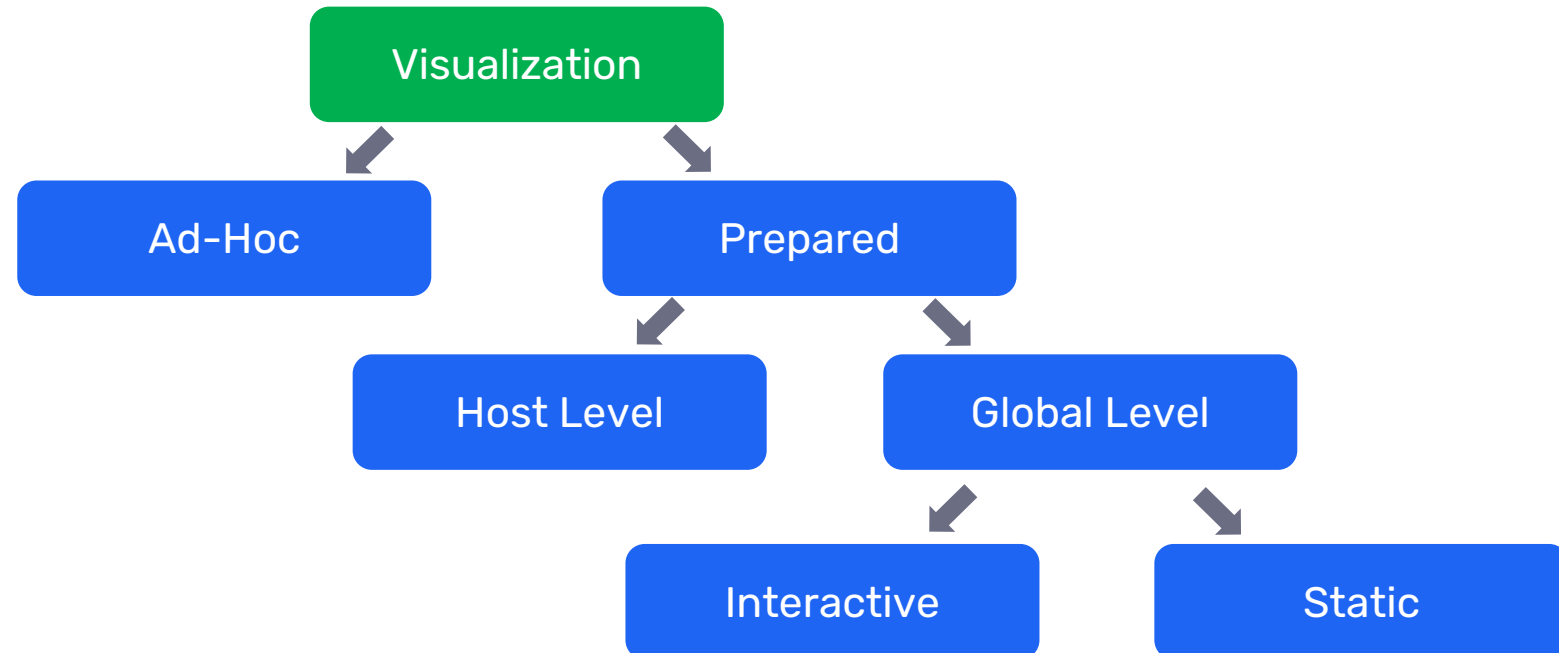 Visualization
Ad-Hoc
Prepared
Host Level
Global Level
Interactive
Static